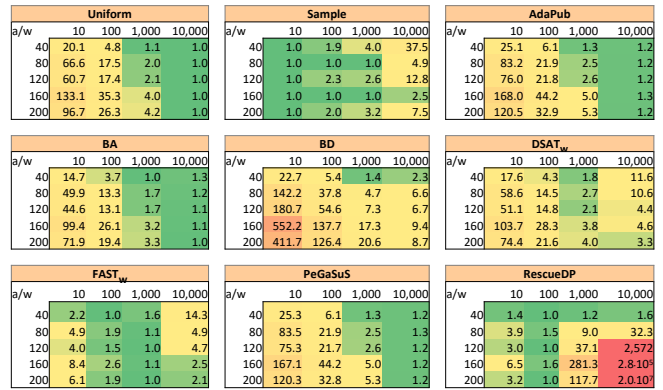 Uniform
a/w 10 100 1,000 10,000
40 20.1 4.8 1.1 1.0
80 66.6 17.5 2.0 1.0
120 60.7 17.4 2.1 1.0
160 133.1 35.3 4.0 1.0
200 96.7 26.3 4.2 1.0
Sample
a/w 10 100 1,000 10,000
40 1.0 1.9 4.0 37.5
80 1.0 1.0 1.0 4.9
120 1.0 2.3 2.6 12.8
160 1.0 1.0 1.0 2.5
200 1.0 2.0 3.2 7.5
AdaPub
a/w 10 100 1,000 10,000
40 25.1 6.1 1.3 1.2
80 83.2 21.9 2.5 1.2
120 76.0 21.8 2.6 1.2
160 168.0 44.2 5.0 1.3
200 120.5 32.9 5.3 1.2
BA
a/w 10 100 1,000 10,000
40 14.7 3.7 1.0 1.3
80 49.9 13.3 1.7 1.2
120 44.6 13.1 1.7 1.1
160 99.4 26.1 3.2 1.1
200 71.9 19.4 3.3 1.0
BD
a/w 10 100 1,000 10,000
40 22.7 5.4 1.4 2.3
80 142.2 37.8 4.7 6.6
120 180.7 54.6 7.3 6.7
160 552.2 137.7 17.3 9.4
200 411.7 126.4 20.6 8.7
DSAT_w
a/w 10 100 1,000 10,000
40 17.6 4.3 1.8 11.6
80 58.6 14.5 2.7 10.6
120 51.1 14.8 2.1 4.4
160 103.7 28.3 3.8 4.6
200 74.4 21.6 4.0 3.3
FAST_w
a/w 10 100 1,000 10,000
40 2.2 1.0 1.6 14.3
80 4.9 1.9 1.1 4.9
120 4.0 1.5 1.0 4.7
160 8.4 2.6 1.1 2.5
200 6.1 1.9 1.0 2.1
PeGaSuS
a/w 10 100 1,000 10,000
40 25.3 6.1 1.3 1.2
80 83.5 21.9 2.5 1.3
120 75.3 21.7 2.6 1.2
160 167.1 44.2 5.0 1.2
200 120.3 32.8 5.3 1.2
RescueDP
a/w 10 100 1,000 10,000
40 1.4 1.0 1.2 1.6
80 3.9 1.5 9.0 32.3
120 3.0 1.0 37.1 2,572
160 6.5 1.6 281.3 2.8·10⁵
200 3.2 1.0 117.7